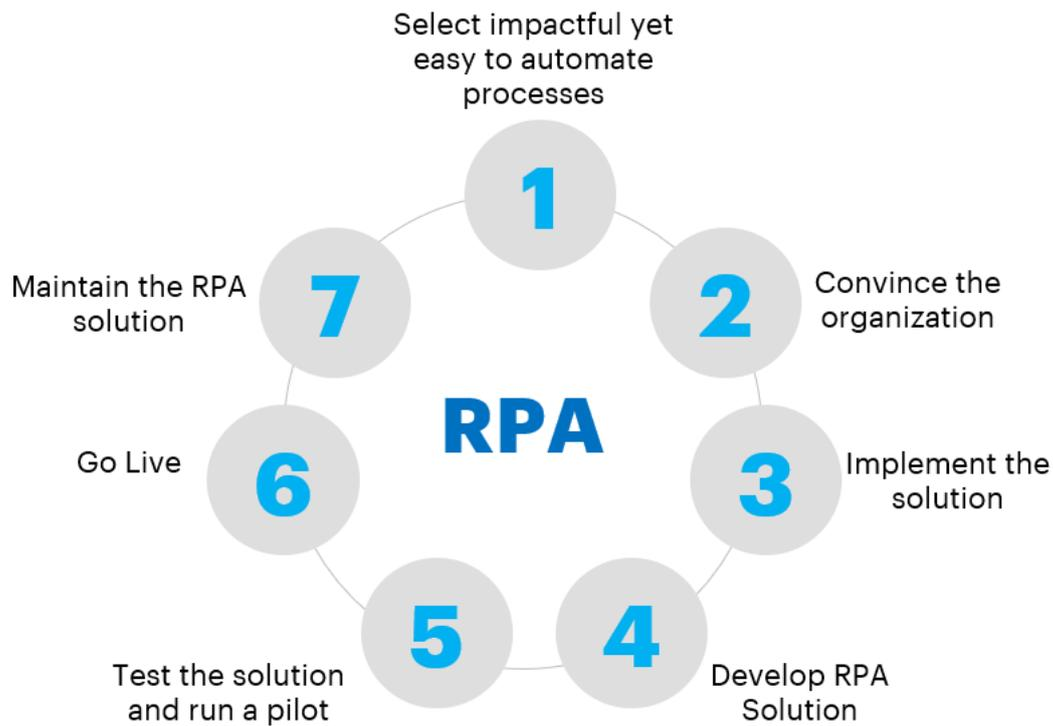 Select impactful yet
easy to automate
processes
1
2
Convince the
organization
3
Implement the
solution
4
Develop RPA
Solution
5
Test the solution
and run a pilot
6
Go Live
7
Maintain the RPA
solution
RPA